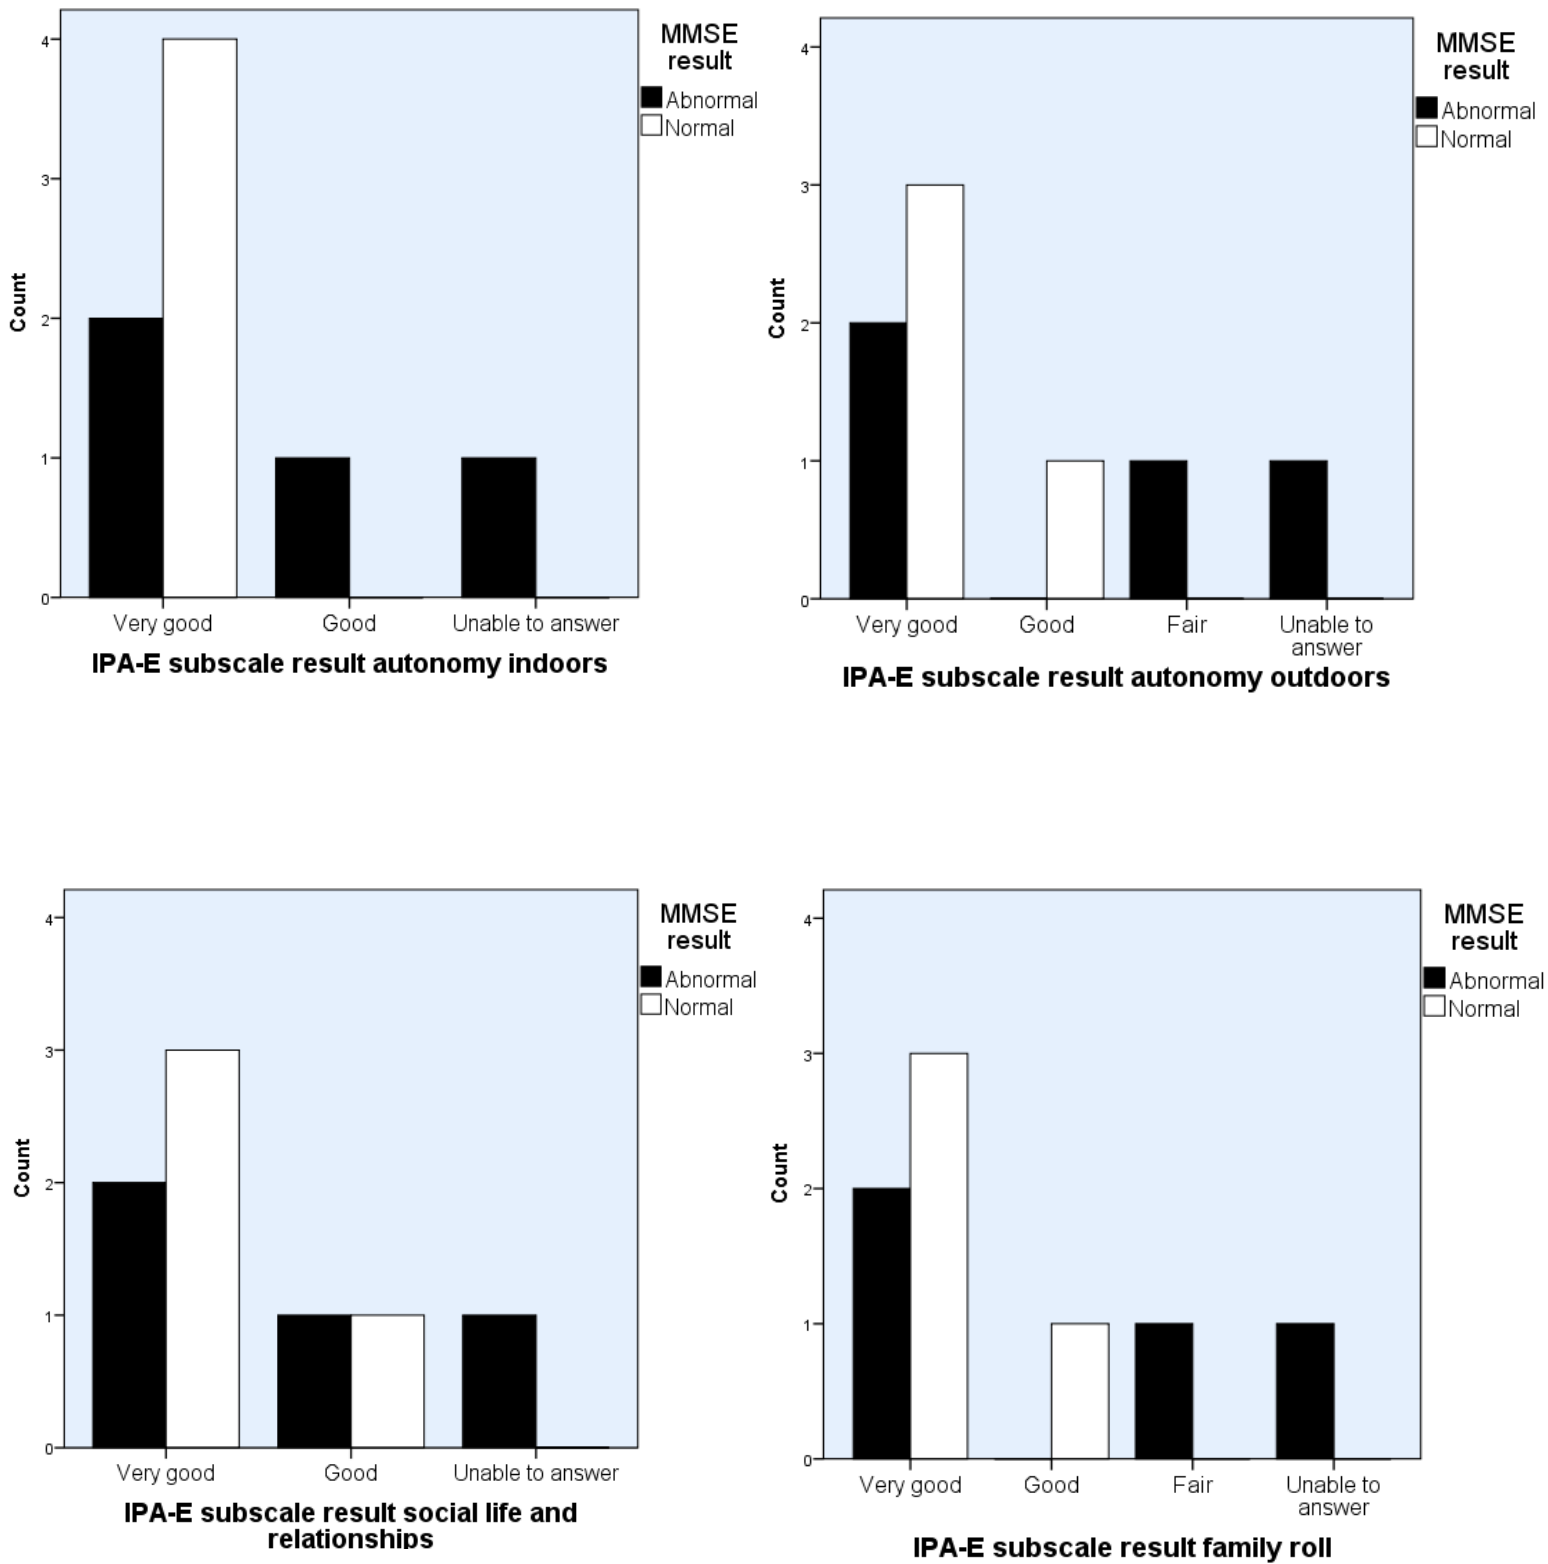 MMSE
result
Abnormal
Normal
4
3
2
1
0
Count
Very good
Good
Unable to answer
IPA-E subscale result autonomy indoors
MMSE
result
Abnormal
Normal
4
3
2
1
0
Count
Very good
Good
Fair
Unable to
answer
IPA-E subscale result autonomy outdoors
MMSE
result
Abnormal
Normal
4
3
2
1
0
Count
Very good
Good
Unable to answer
IPA-E subscale result social life and
relationships
MMSE
result
Abnormal
Normal
4
3
2
1
0
Count
Very good
Good
Fair
Unable to
answer
IPA-E subscale result family roll